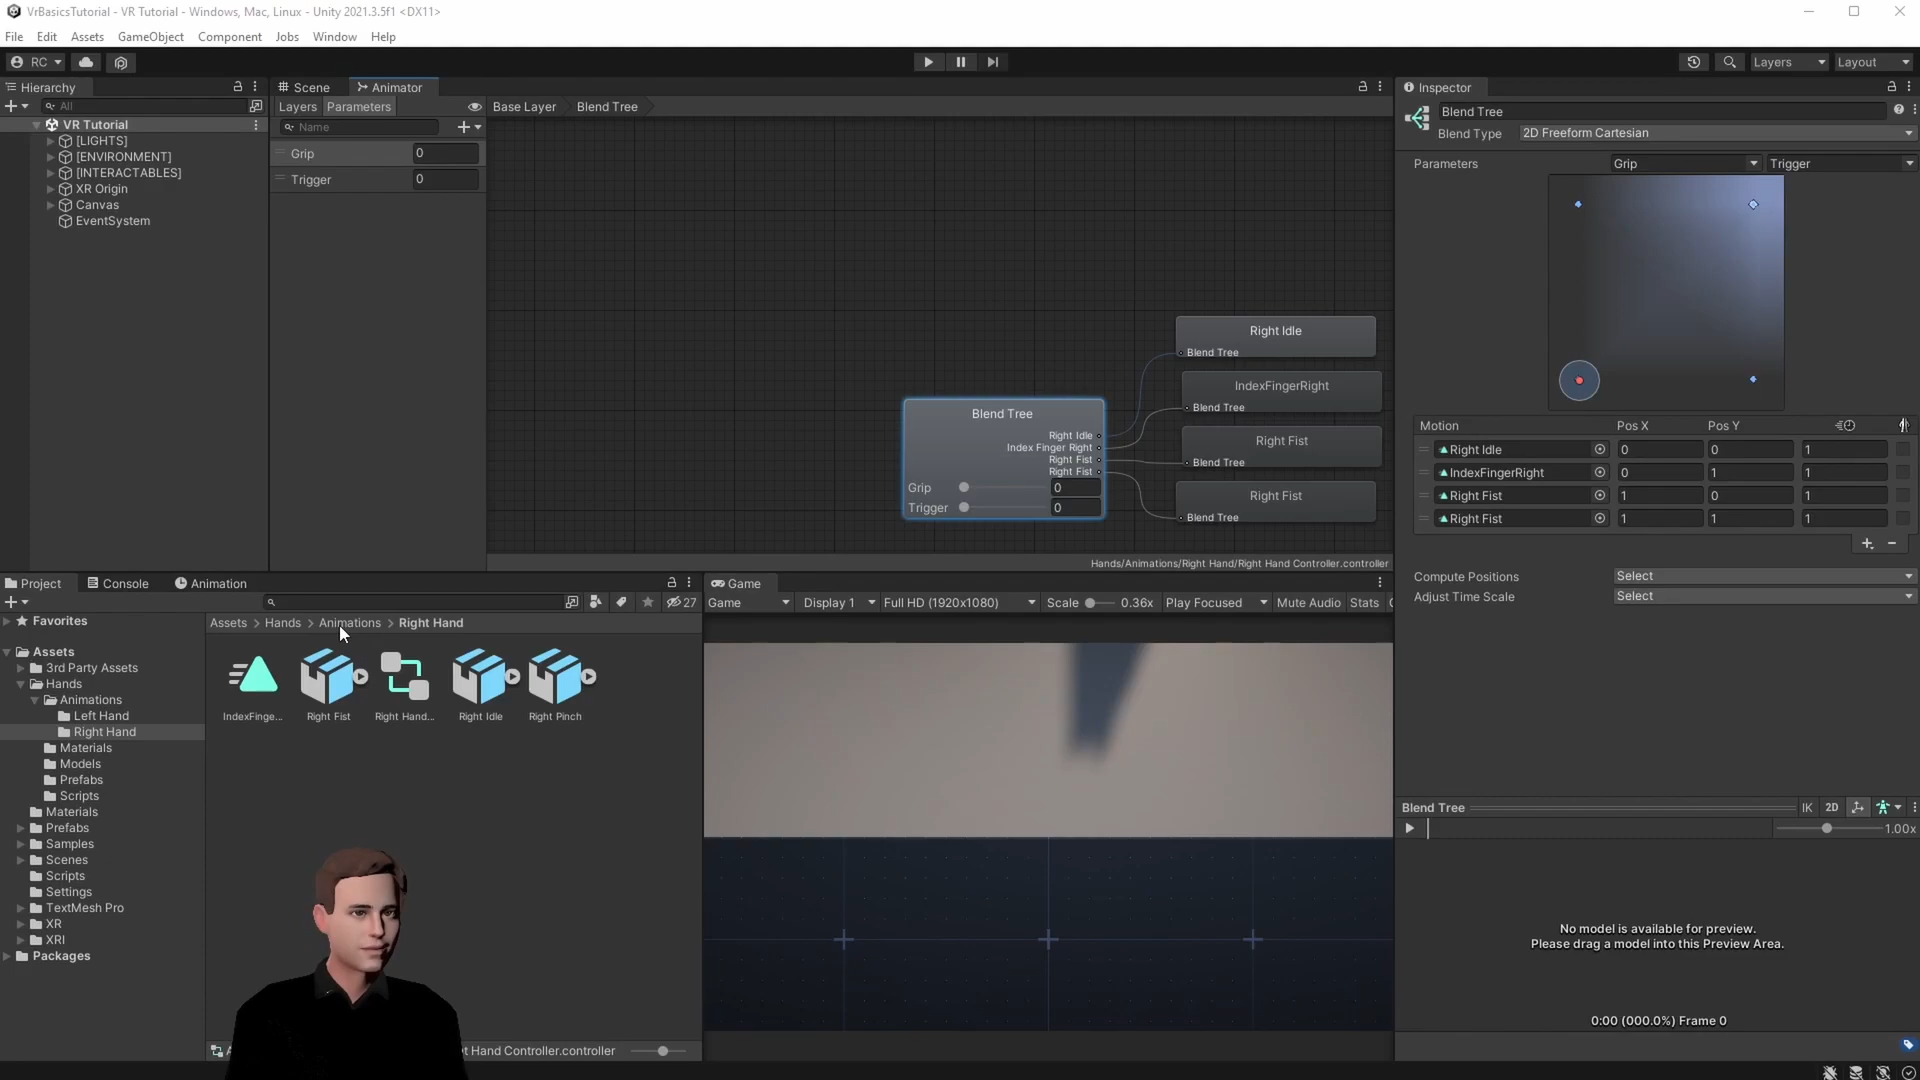 VrBasicsTutorial - VR Tutorial - Windows, Mac, Linux - Unity 2021.3.5f1 <DX11>
File Edit Assets GameObject Component Jobs Window Help
RC Layers Layout
Hierarchy
All
VR Tutorial
[LIGHTS]
[ENVIRONMENT]
[INTERACTABLES]
XR Origin
Canvas
EventSystem
Scene Animator
Layers Parameters Base Layer Blend Tree
Name
Grip 0
Trigger 0
Right Idle
Blend Tree
IndexFingerRight
Blend Tree
Right Fist
Blend Tree
Right Fist
Blend Tree
Blend Tree
Right Idle
Index Finger Right
Right Fist
Right Fist
Grip 0
Trigger 0
Hands/Animations/Right Hand/Right Hand Controller.controller
Inspector
Blend Tree
Blend Type 2D Freeform Cartesian
Parameters Grip Trigger
Motion Pos X Pos Y
Right Idle 0 0 1
IndexFingerRight 0 1 1
Right Fist 1 0 1
Right Fist 1 1 1
Compute Positions Select
Adjust Time Scale Select
Blend Tree IK 2D
1.00x
No model is available for preview.
Please drag a model into this Preview Area.
0:00 (000.0%) Frame 0
Project Console Animation
27
Favorites
Assets
3rd Party Assets
Hands
Animations
Left Hand
Right Hand
Materials
Models
Prefabs
Scripts
Materials
Prefabs
Samples
Scenes
Scripts
Settings
TextMesh Pro
XR
XRI
Packages
Assets > Hands > Animations > Right Hand
IndexFinge... Right Fist Right Hand... Right Idle Right Pinch
t Hand Controller.controller
Game
Game Display 1 Full HD (1920x1080) Scale 0.36x Play Focused Mute Audio Stats